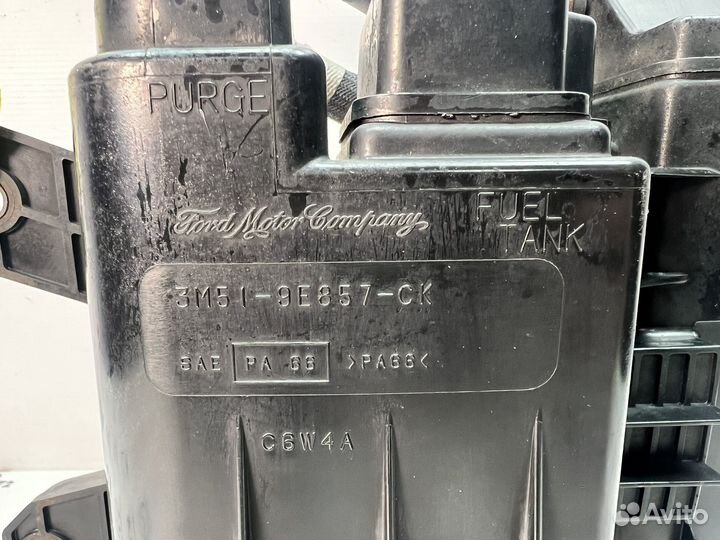 PURGE
Ford Motor Company
FUEL
TANK
3M51-9E857-CK
SAE PA 66 >PA66<
C6W4A
Avito